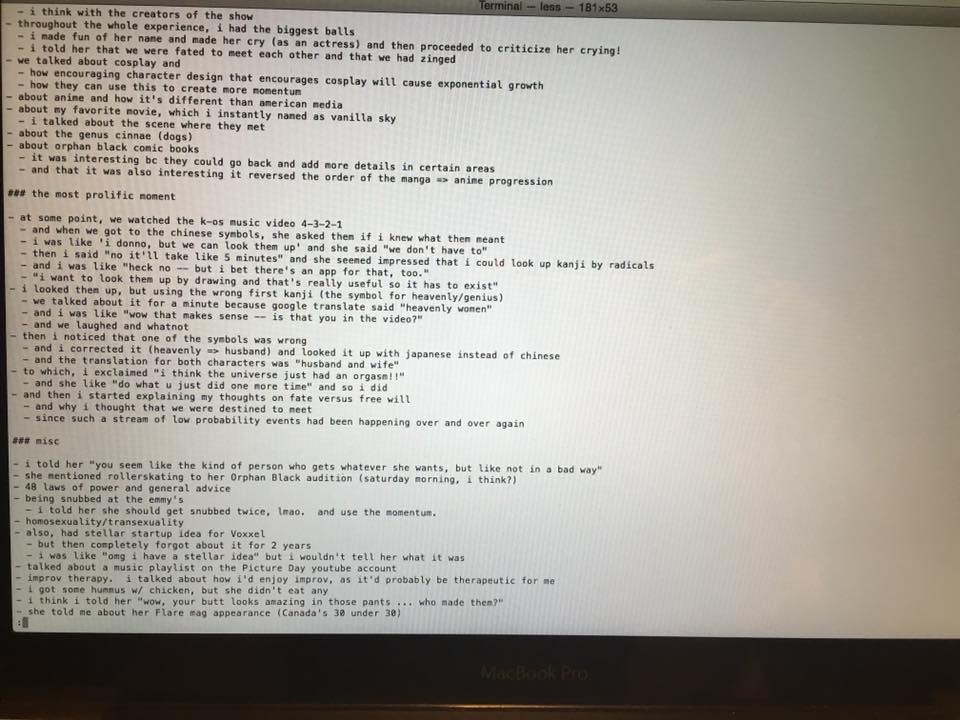 Terminal — less — 181×53
- i think with the creators of the show
- throughout the whole experience, i had the biggest balls
- i made fun of her name and made her cry (as an actress) and then proceeded to criticize her crying!
- i told her that we were fated to meet each other and that we had zinged
- we talked about cosplay and
- how encouraging character design that encourages cosplay will cause exponential growth
- how they can use this to create more momentum
- about anime and how it's different than american media
- about my favorite movie, which i instantly named as vanilla sky
- i talked about the scene where they met
- about the genus cinnae (dogs)
- about orphan black comic books
- it was interesting bc they could go back and add more details in certain areas
- and that it was also interesting it reversed the order of the manga => anime progression
### the most prolific moment
- at some point, we watched the k-os music video 4-3-2-1
- and when we got to the chinese symbols, she asked them if i knew what them meant
- i was like 'i donno, but we can look them up' and she said "we don't have to"
- then i said "no it'll take like 5 minutes" and she seemed impressed that i could look up kanji by radicals
- and i was like "heck no -- but i bet there's an app for that, too."
- "i want to look them up by drawing and that's really useful so it has to exist"
- i looked them up, but using the wrong first kanji (the symbol for heavenly/genius)
- we talked about it for a minute because google translate said "heavenly women"
- and i was like "wow that makes sense -- is that you in the video?"
- and we laughed and whatnot
- then i noticed that one of the symbols was wrong
- and i corrected it (heavenly => husband) and looked it up with japanese instead of chinese
- and the translation for both characters was "husband and wife"
- to which, i exclaimed "i think the universe just had an orgasm!!"
- and she like "do what u just did one more time" and so i did
- and then i started explaining my thoughts on fate versus free will
- and why i thought that we were destined to meet
- since such a stream of low probability events had been happening over and over again
### misc
- i told her "you seem like the kind of person who gets whatever she wants, but like not in a bad way"
- she mentioned rollerskating to her Orphan Black audition (saturday morning, i think?)
- 48 laws of power and general advice
- being snubbed at the emmy's
- i told her she should get snubbed twice, lmao.  and use the momentum.
- homosexuality/transexuality
- also, had stellar startup idea for Voxxel
- but then completely forgot about it for 2 years
- i was like "omg i have a stellar idea" but i wouldn't tell her what it was
- talked about a music playlist on the Picture Day youtube account
- improv therapy.  i talked about how i'd enjoy improv, as it'd probably be therapeutic for me
- i got some hummus w/ chicken, but she didn't eat any
- i think i told her "wow, your butt looks amazing in those pants ... who made them?"
- she told me about her Flare mag appearance (Canada's 30 under 30)
:
MacBook Pro